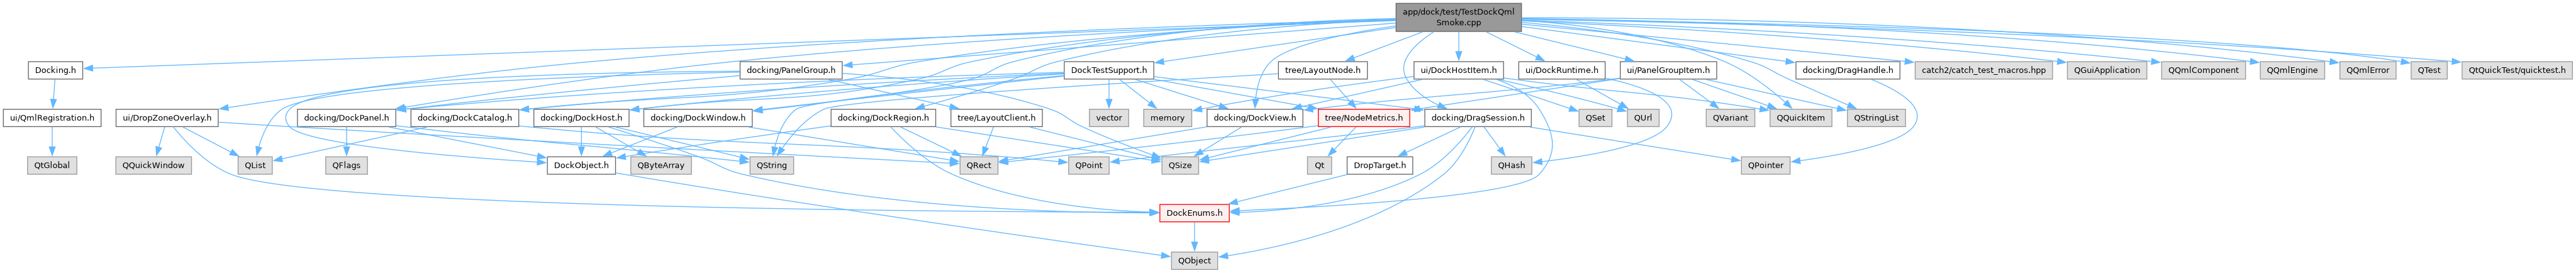 app/dock/test/TestDockQml
Smoke.cpp
Docking.h
docking/PanelGroup.h
DockTestSupport.h
tree/LayoutNode.h
ui/DockHostItem.h
ui/DockRuntime.h
ui/PanelGroupItem.h
docking/DragHandle.h
catch2/catch_test_macros.hpp
QGuiApplication
QQmlComponent
QQmlEngine
QQmlError
QTest
QtQuickTest/quicktest.h
ui/QmlRegistration.h
ui/DropZoneOverlay.h
docking/DockPanel.h
docking/DockCatalog.h
docking/DockHost.h
docking/DockWindow.h
docking/DockRegion.h
tree/LayoutClient.h
vector
memory
docking/DockView.h
tree/NodeMetrics.h
docking/DragSession.h
QSet
QUrl
QVariant
QQuickItem
QStringList
QtGlobal
QQuickWindow
QList
QFlags
DockObject.h
QByteArray
QString
QRect
QPoint
QSize
Qt
DropTarget.h
QHash
QPointer
DockEnums.h
QObject